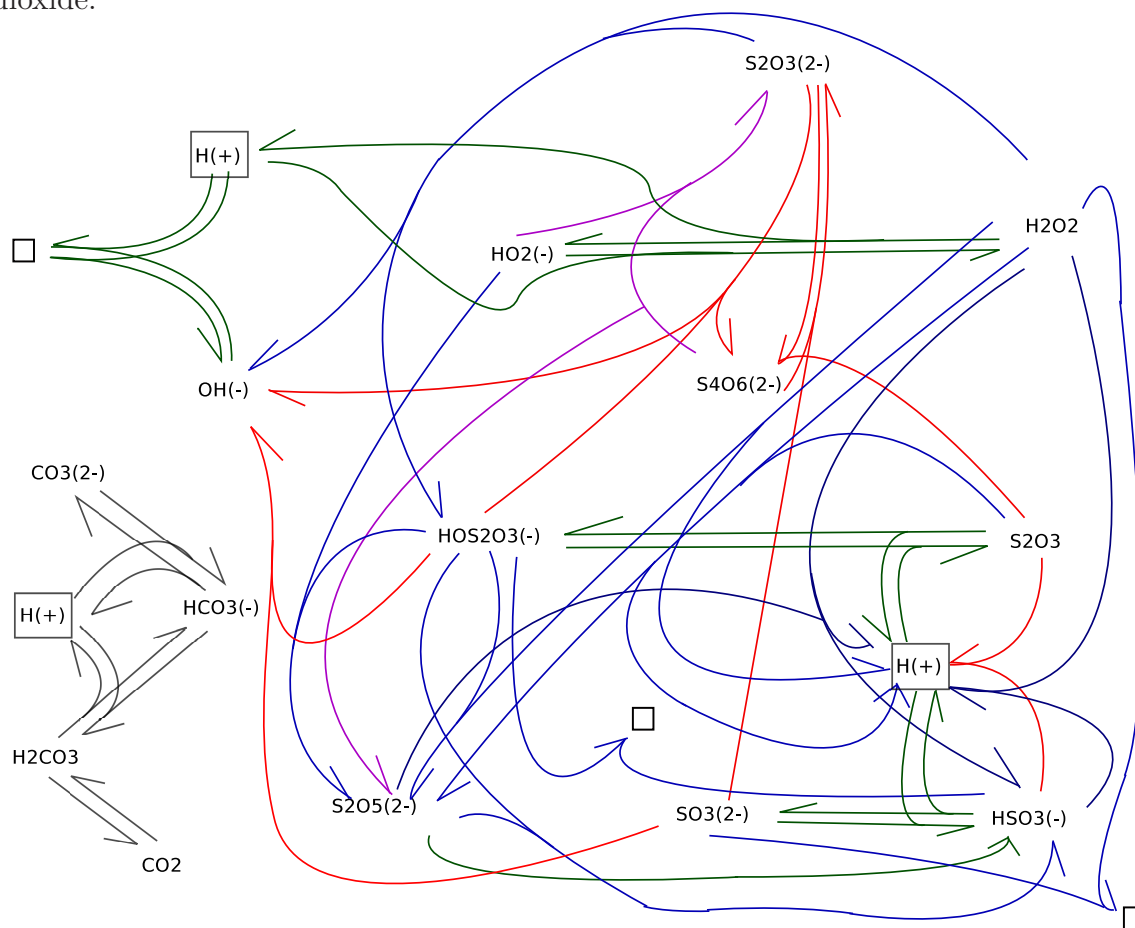 dioxide.
S2O3(2-)
H(+)
H2O2
HO2(-)
OH(-)
S4O6(2-)
CO3(2-)
HOS2O3(-)
S2O3
HCO3(-)
H(+)
H(+)
H2CO3
S2O5(2-)
SO3(2-)
HSO3(-)
CO2